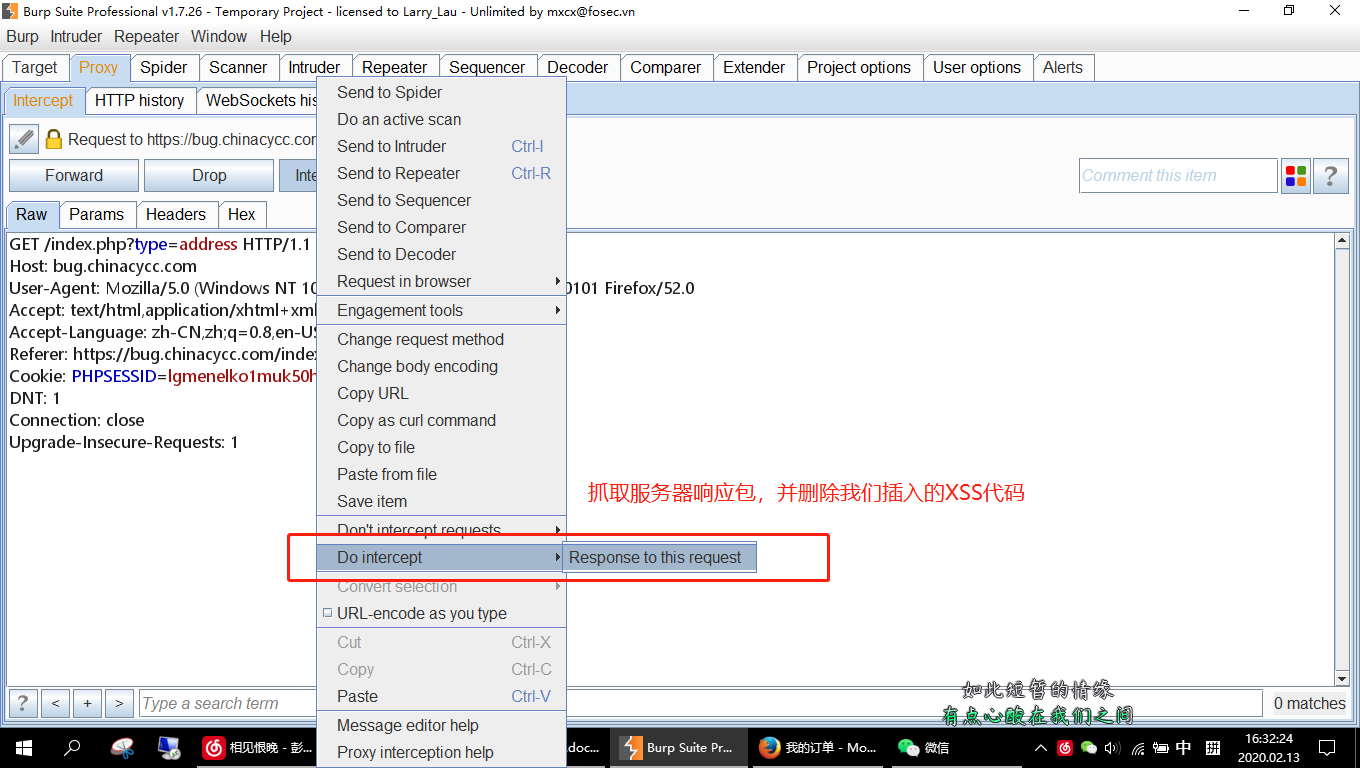 Burp Suite Professional v1.7.26 - Temporary Project - licensed to Larry_Lau - Unlimited by mxcx@fosec.vn
Burp Intruder Repeater Window Help
Target Proxy Spider Scanner Intruder Repeater Sequencer Decoder Comparer Extender Project options User options Alerts
Intercept HTTP history WebSockets his
Request to https://bug.chinacycc.com
Forward Drop Inte
Comment this item ?
Raw Params Headers Hex
GET /index.php?type=address HTTP/1.1
Host: bug.chinacycc.com
User-Agent: Mozilla/5.0 (Windows NT 10 0101 Firefox/52.0
Accept: text/html,application/xhtml+xml
Accept-Language: zh-CN,zh;q=0.8,en-US
Referer: https://bug.chinacycc.com/index
Cookie: PHPSESSID=lgmenelko1muk50h
DNT: 1
Connection: close
Upgrade-Insecure-Requests: 1
Send to Spider
Do an active scan
Send to Intruder Ctrl-I
Send to Repeater Ctrl-R
Send to Sequencer
Send to Comparer
Send to Decoder
Request in browser
Engagement tools
Change request method
Change body encoding
Copy URL
Copy as curl command
Copy to file
Paste from file
Save item
Don't intercept requests
Do intercept
Response to this request
Convert selection
URL-encode as you type
Cut Ctrl-X
Copy Ctrl-C
Paste Ctrl-V
Message editor help
Proxy interception help
抓取服务器响应包，并删除我们插入的XSS代码
? < + > Type a search term 0 matches
如此短暂的情缘
有点心酸在我们之间
相见恨晚 - 彭... .doc... Burp Suite Pr... 我的订单 - Mo... 微信 中 拼 16:32:24
2020.02.13